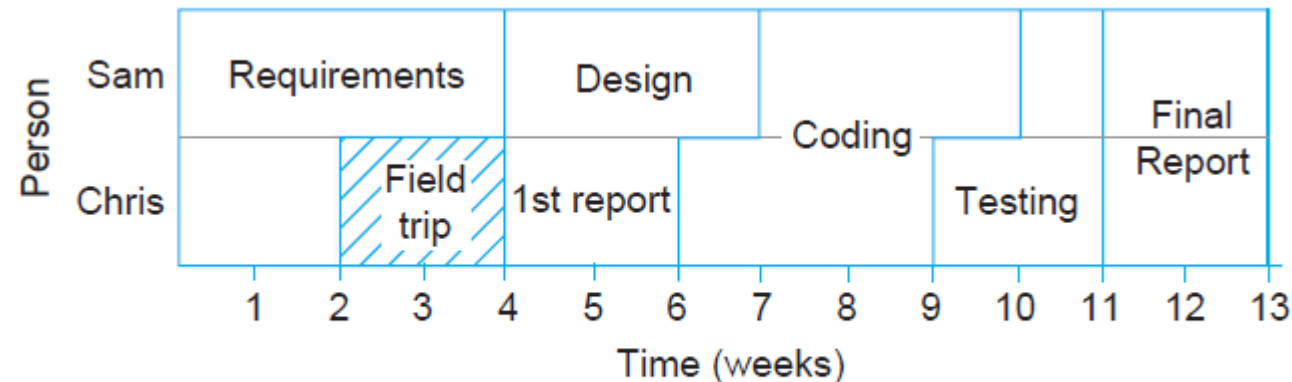 Person
Sam
Requirements
Design
Coding
Final
Report
Chris
Field
trip
1st report
Testing
1 2 3 4 5 6 7 8 9 10 11 12 13
Time (weeks)